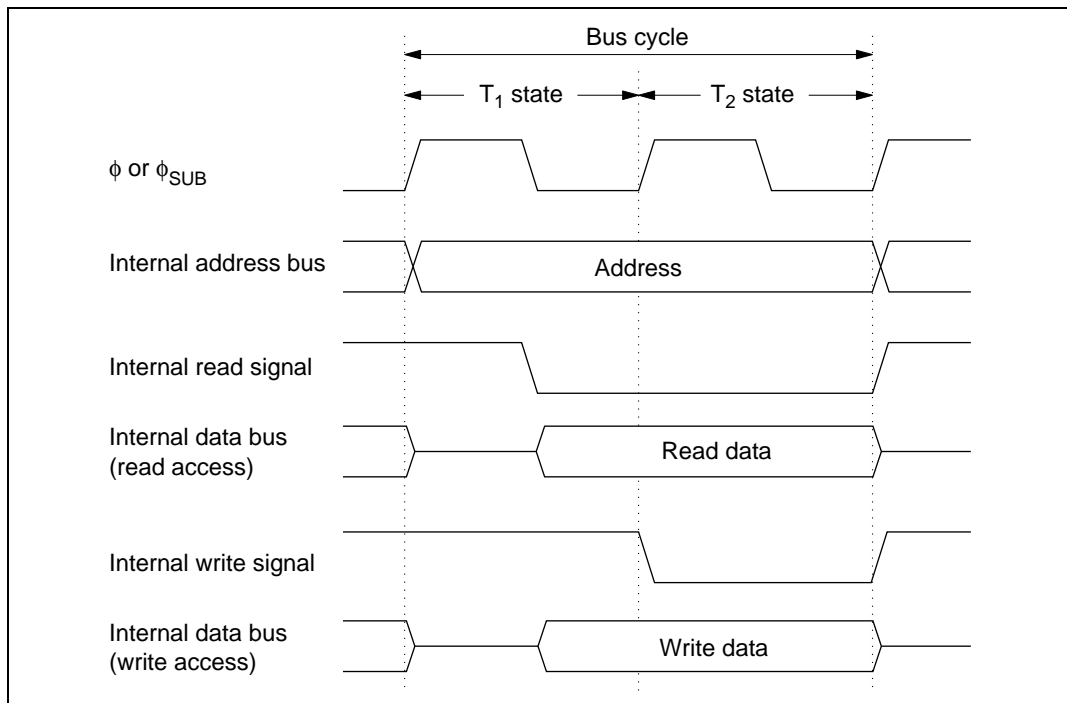 Bus cycle
T₁ state T₂ state
ϕ or ϕSUB
Internal address bus
Address
Internal read signal
Internal data bus
(read access)
Read data
Internal write signal
Internal data bus
(write access)
Write data